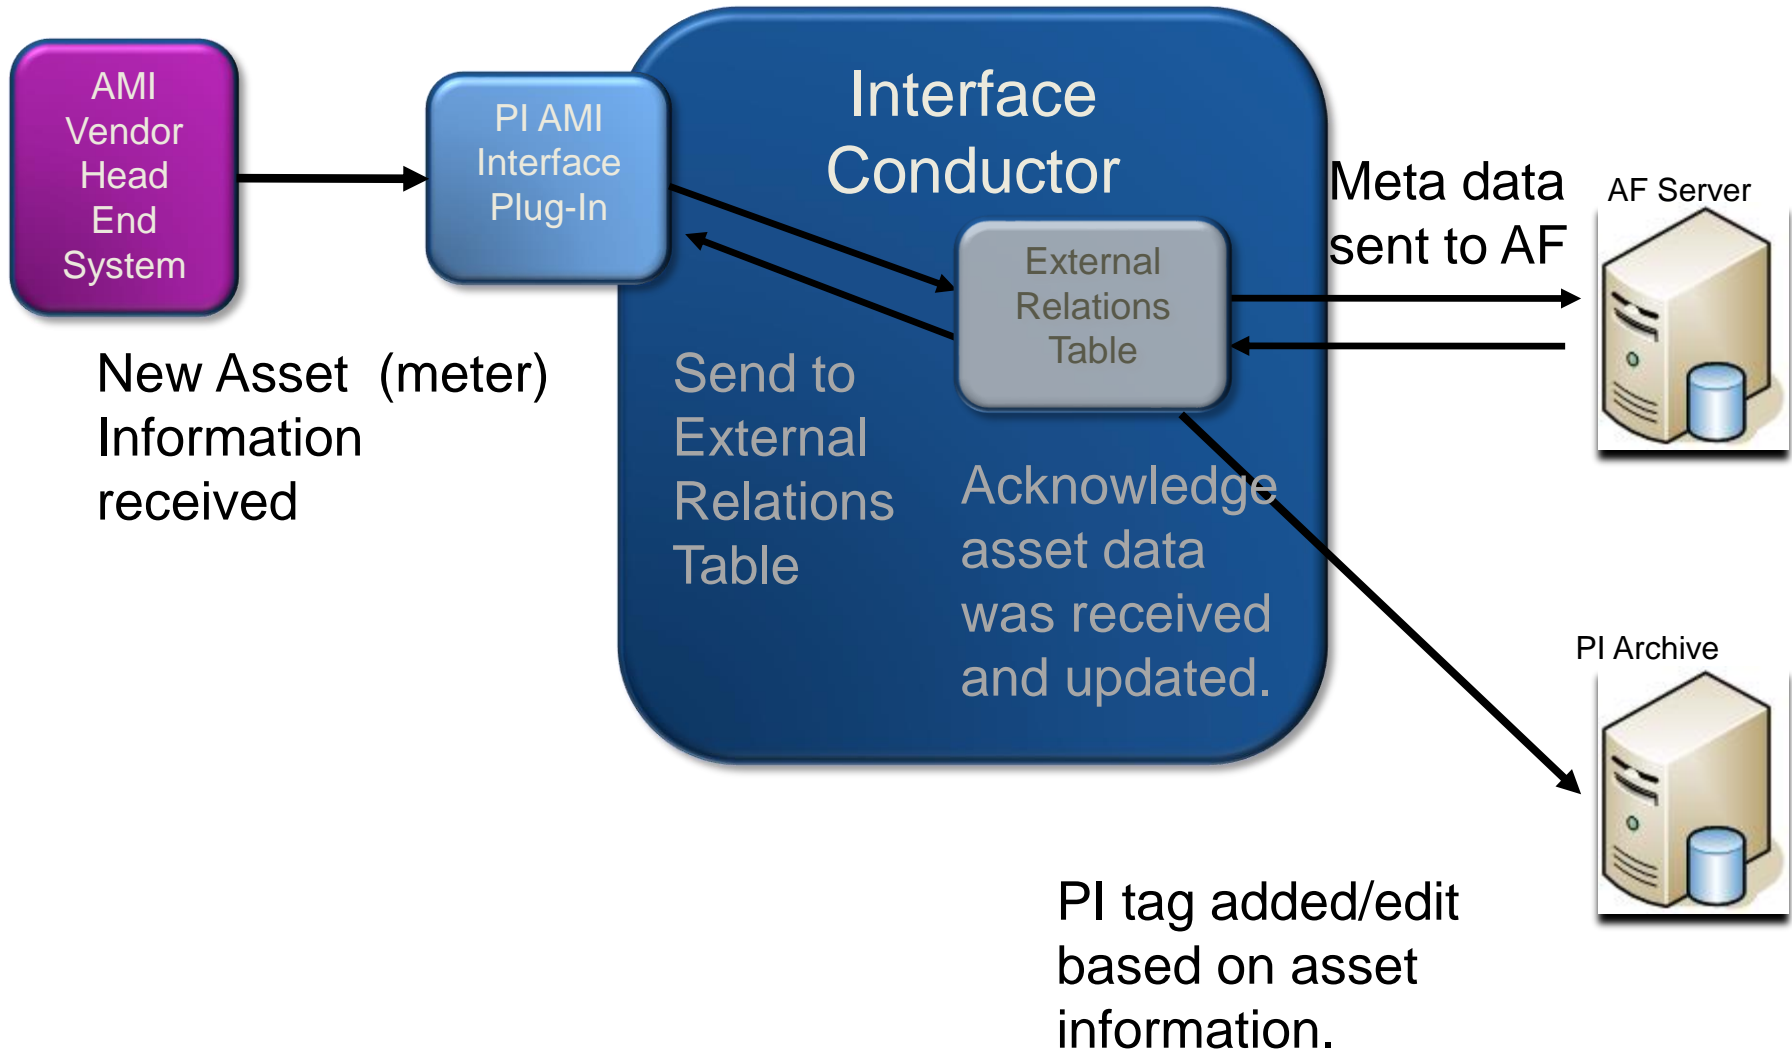 AMI
Vendor
Head
End
System
PI AMI
Interface
Plug-In
Interface
Conductor
External
Relations
Table
Meta data
sent to AF
AF Server
New Asset  (meter)
Information
received
Send to
External
Relations
Table
Acknowledge
asset data
was received
and updated.
PI Archive
PI tag added/edit
based on asset
information.